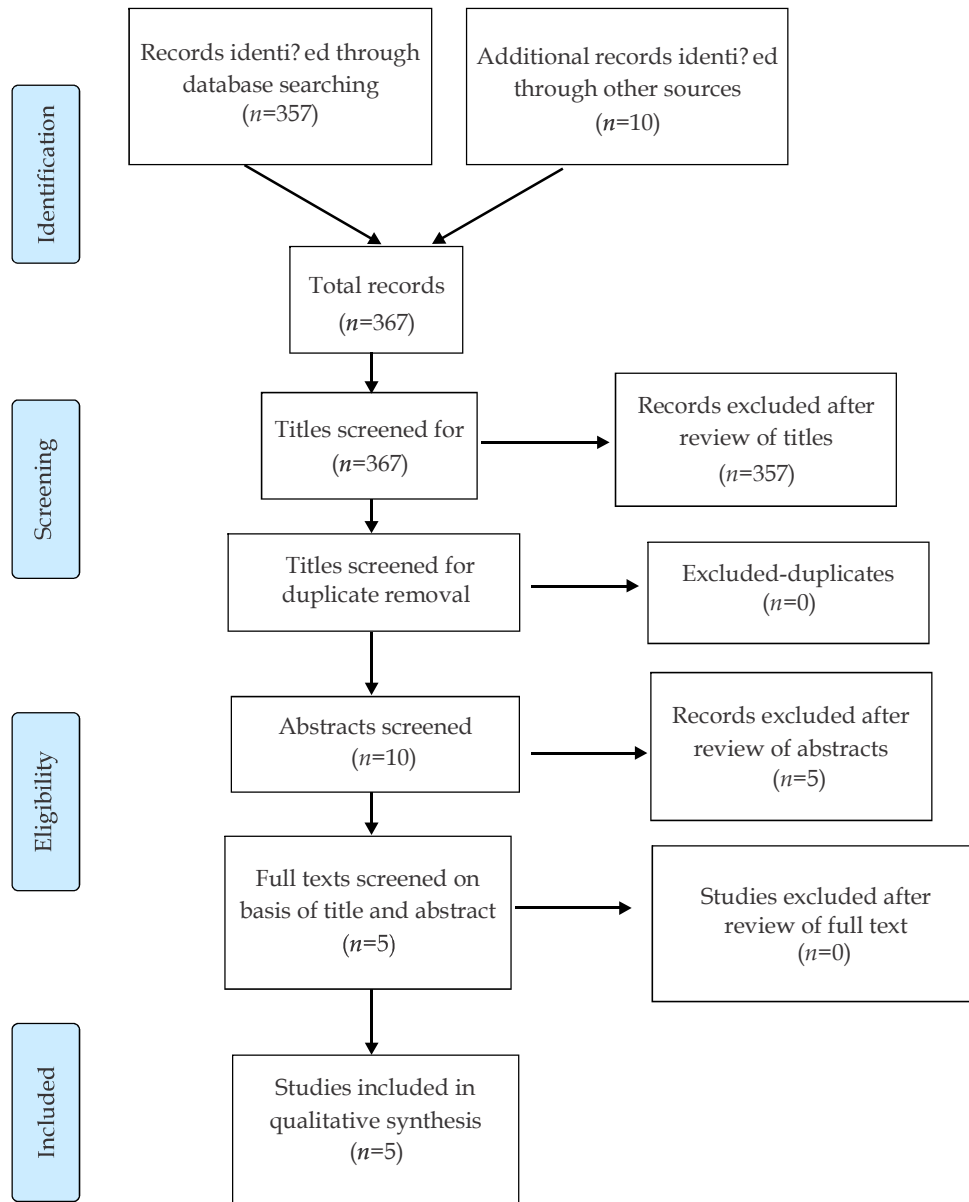 Identification
Records identi? ed through
database searching
(n=357)
Additional records identi? ed
through other sources
(n=10)
Total records
(n=367)
Screening
Titles screened for
(n=367)
Records excluded after
review of titles
(n=357)
Titles screened for
duplicate removal
Excluded-duplicates
(n=0)
Eligibility
Abstracts screened
(n=10)
Records excluded after
review of abstracts
(n=5)
Full texts screened on
basis of title and abstract
(n=5)
Studies excluded after
review of full text
(n=0)
Included
Studies included in
qualitative synthesis
(n=5)